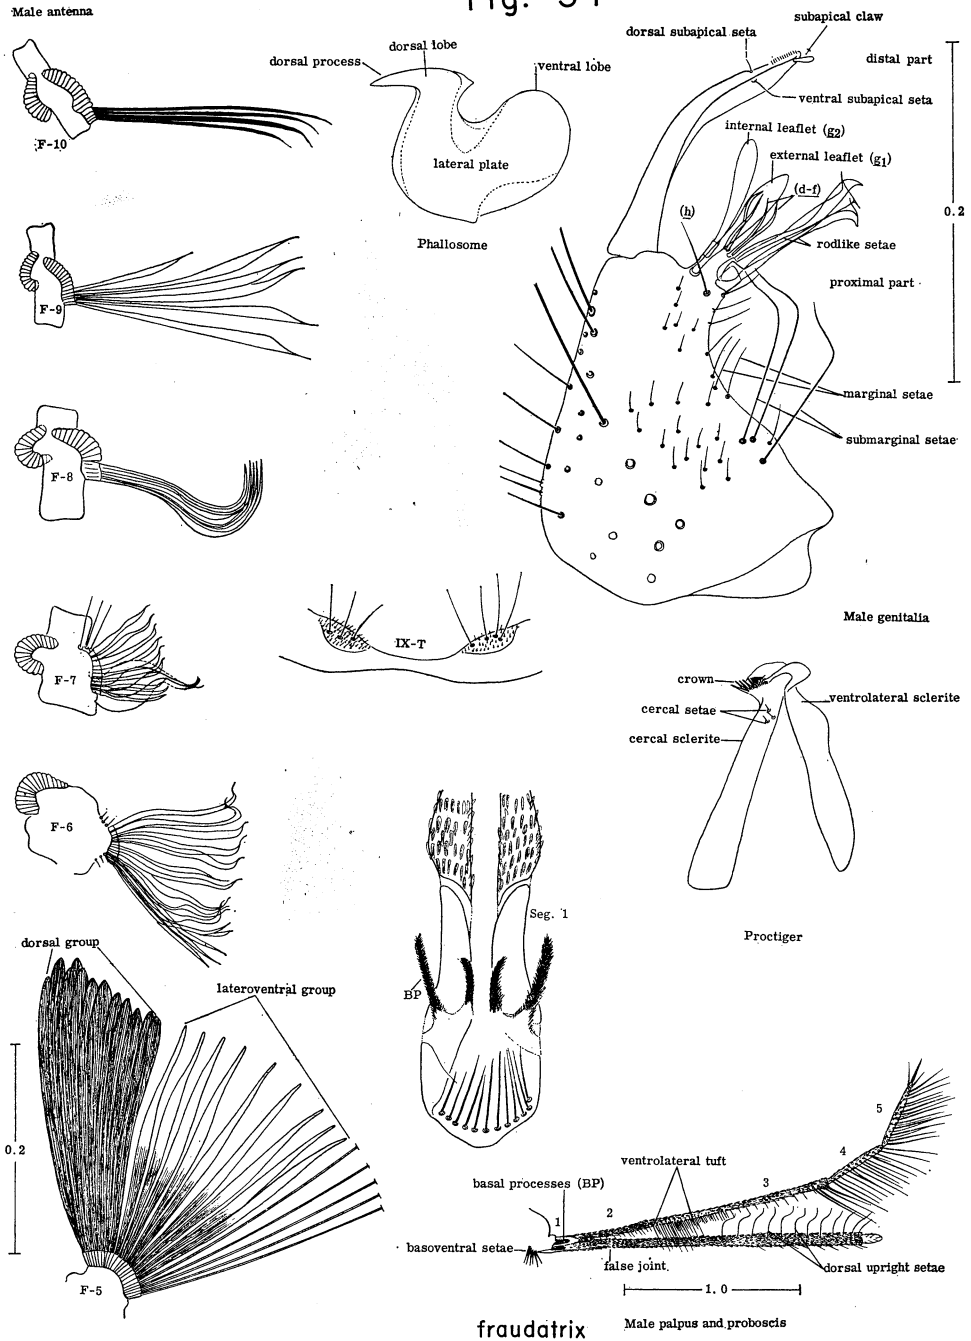 Fig. 34
Male antenna
F-10
F-9
F-8
F-7
F-6
dorsal group
lateroventral group
0.2
F-5
dorsal process
dorsal lobe
ventral lobe
lateral plate
Phallosome
dorsal subapical seta
subapical claw
distal part
ventral subapical seta
internal leaflet (g2)
external leaflet (g1)
(d-f)
(h)
0.2
rodlike setae
proximal part
marginal setae
submarginal setae
Male genitalia
IX-T
crown
cercal setae
cercal sclerite
ventrolateral sclerite
Proctiger
Seg. 1
BP
basal processes (BP)
ventrolateral tuft
1
2
3
4
5
basoventral setae
false joint
dorsal upright setae
1.0
Male palpus and proboscis
fraudatrix